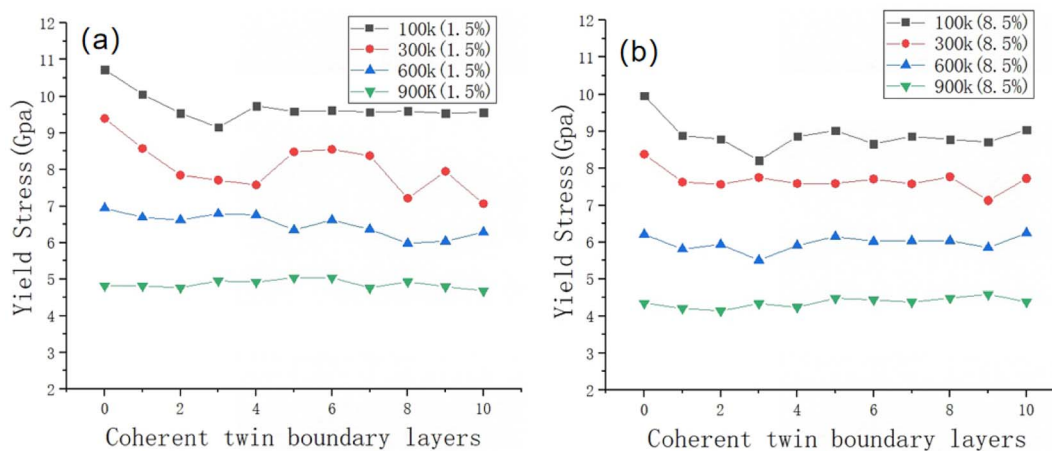 (a)
100k(1.5%)
300k(1.5%)
600k(1.5%)
900K(1.5%)
Yield Stress(Gpa)
12
11
10
9
8
7
6
5
4
3
2
0 2 4 6 8 10
Coherent twin boundary layers
(b)
100k(8.5%)
300k(8.5%)
600k(8.5%)
900k(8.5%)
Yield Stress(Gpa)
12
11
10
9
8
7
6
5
4
3
2
0 2 4 6 8 10
Coherent twin boundary layers